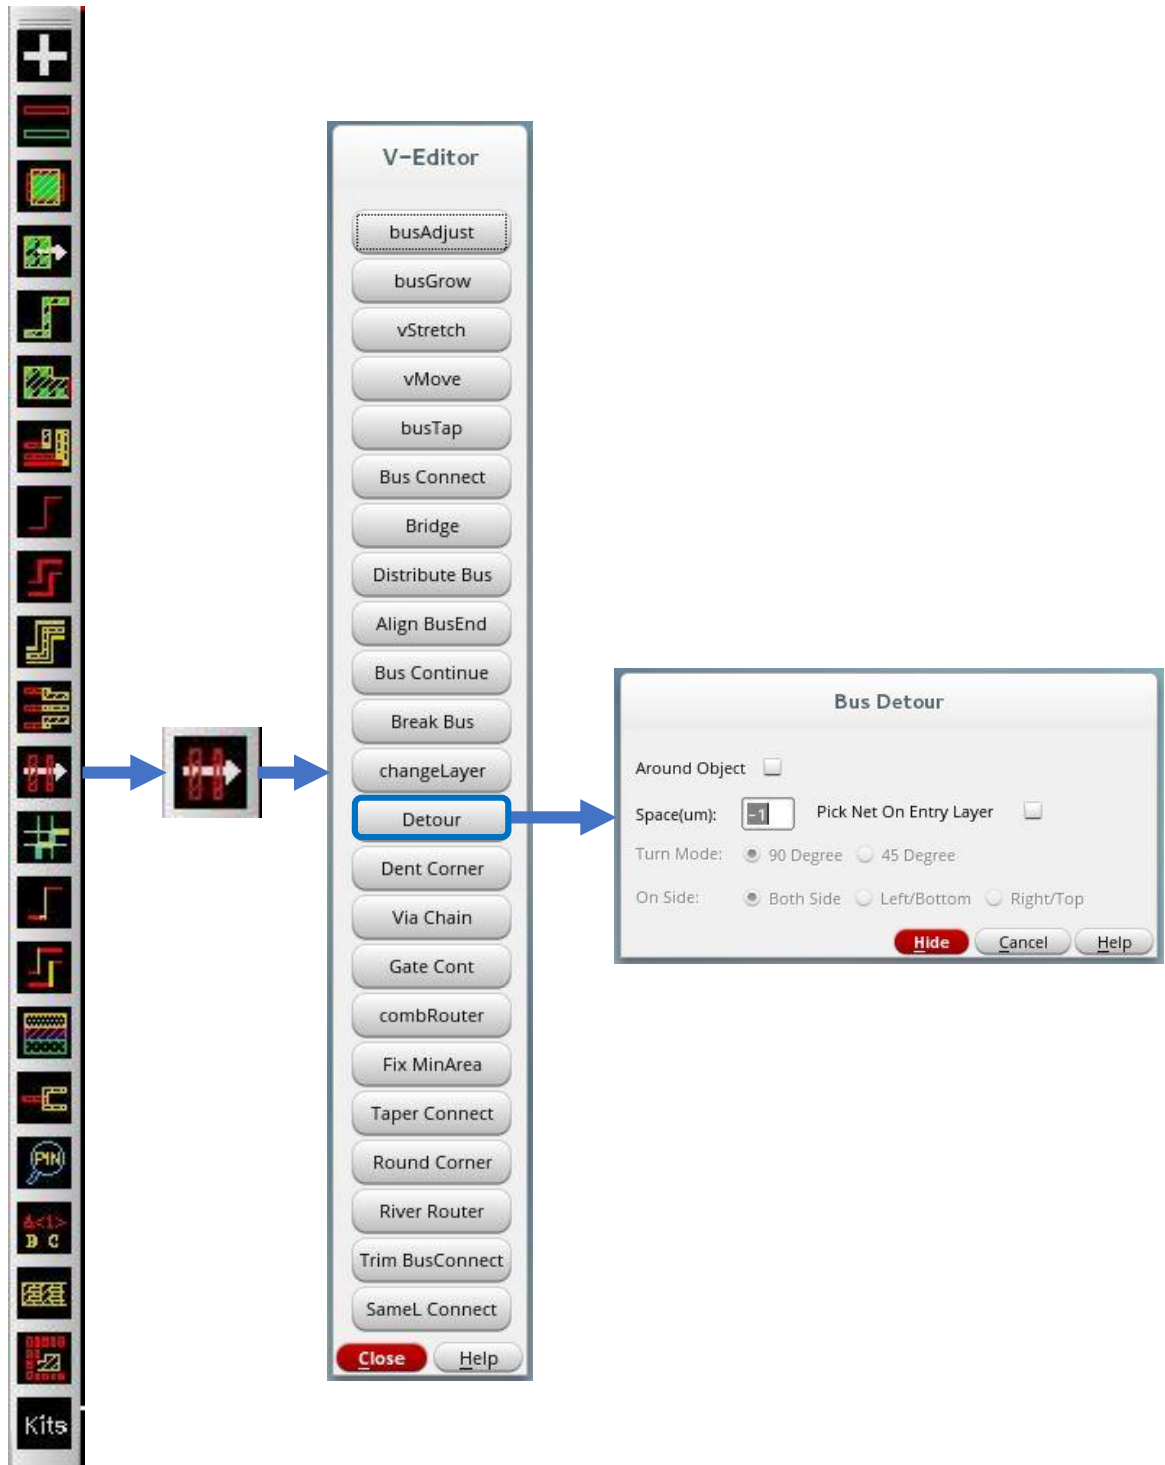 V-Editor
busAdjust
busGrow
vStretch
vMove
busTap
Bus Connect
Bridge
Distribute Bus
Align BusEnd
Bus Continue
Break Bus
changeLayer
Detour
Dent Corner
Via Chain
Gate Cont
combRouter
Fix MinArea
Taper Connect
Round Corner
River Router
Trim BusConnect
SameL Connect
Close Help
Bus Detour
Around Object
Space(um): -1 Pick Net On Entry Layer
Turn Mode: 90 Degree 45 Degree
On Side: Both Side Left/Bottom Right/Top
Hide Cancel Help
PIN
&<1>
B C
Kits